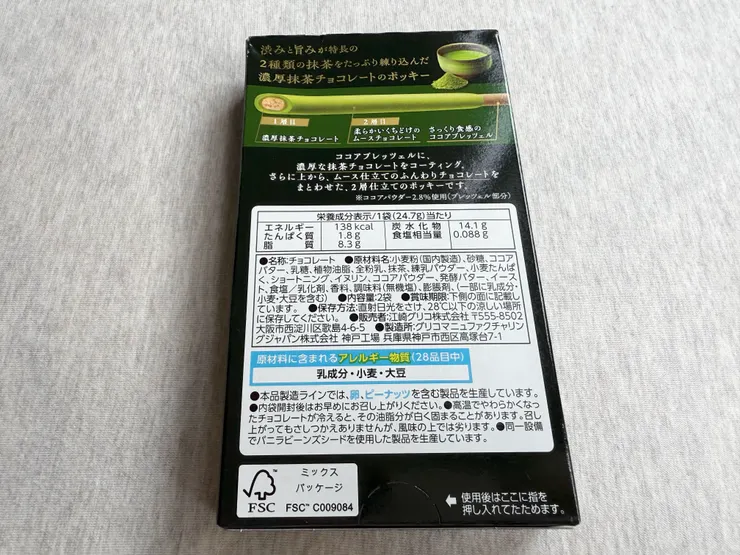 渋みと旨みが特長の
2種類の抹茶をたっぷり練り込んだ
濃厚抹茶チョコレートのポッキー
1層目
濃厚抹茶チョコレート
2層目
柔らかいくちどけの
ムースチョコレート
さっくり食感の
ココアプレッツェル
ココアプレッツェルに、
濃厚な抹茶チョコレートをコーティング。
さらに上から、ムース仕立てのふんわりチョコレートを
まとわせた、2層仕立てのポッキーです。
※ココアパウダー2.8%使用(プレッツェル部分)
栄養成分表示/1袋(24.7g)当たり
エネルギー 138kcal 炭水化物 14.1g
たんぱく質 1.8g 食塩相当量 0.088g
脂質 8.3g
●名称:チョコレート ●原材料名:小麦粉(国内製造)、砂糖、ココア
バター、乳糖、植物油脂、全粉乳、抹茶、練乳パウダー、小麦たんぱ
く、ショートニング、イヌリン、ココアパウダー、発酵バター、イース
ト、食塩/乳化剤、香料、調味料(無機塩)、膨脹剤、(一部に乳成分・
小麦・大豆を含む) ●内容量:2袋 ●賞味期限:下側の面に記載し
ています。 ●保存方法:直射日光をさけ、28℃以下の涼しい場所
に保存してください。 ●販売者:江崎グリコ株式会社 〒555-8502
大阪市西淀川区歌島4-6-5 ●製造所:グリコマニュファクチャリン
グジャパン株式会社 神戸工場 兵庫県神戸市西区高塚台7-1
原材料に含まれるアレルギー物質(28品目中)
乳成分・小麦・大豆
●本品製造ラインでは、卵、ピーナッツを含む製品を生産しています。
●内袋開封後はお早めにお召し上がりください。●高温でやわらかくなっ
たチョコレートが冷えると、その油脂分が白く固まることがあります。召し
上がってもさしつかえありませんが、風味の上では劣ります。●同一設備
でバニラビーンズシードを使用した製品を生産しています。
FSC
ミックス
パッケージ
FSC™ C009084
使用後はここに指を
押し入れてたためます。